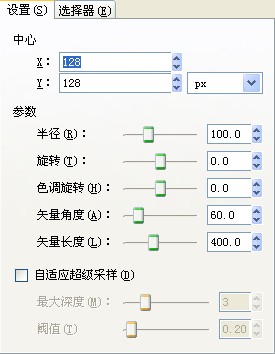 设置(S) 选择器(E)
中心
X: 128
Y: 128 px
参数
半径(R): 100.0
旋转(T): 0.0
色调旋转(H): 0.0
矢量角度(A): 60.0
矢量长度(L): 400.0
自适应超级采样(D)
最大深度(M): 3
阈值(T) 0.20